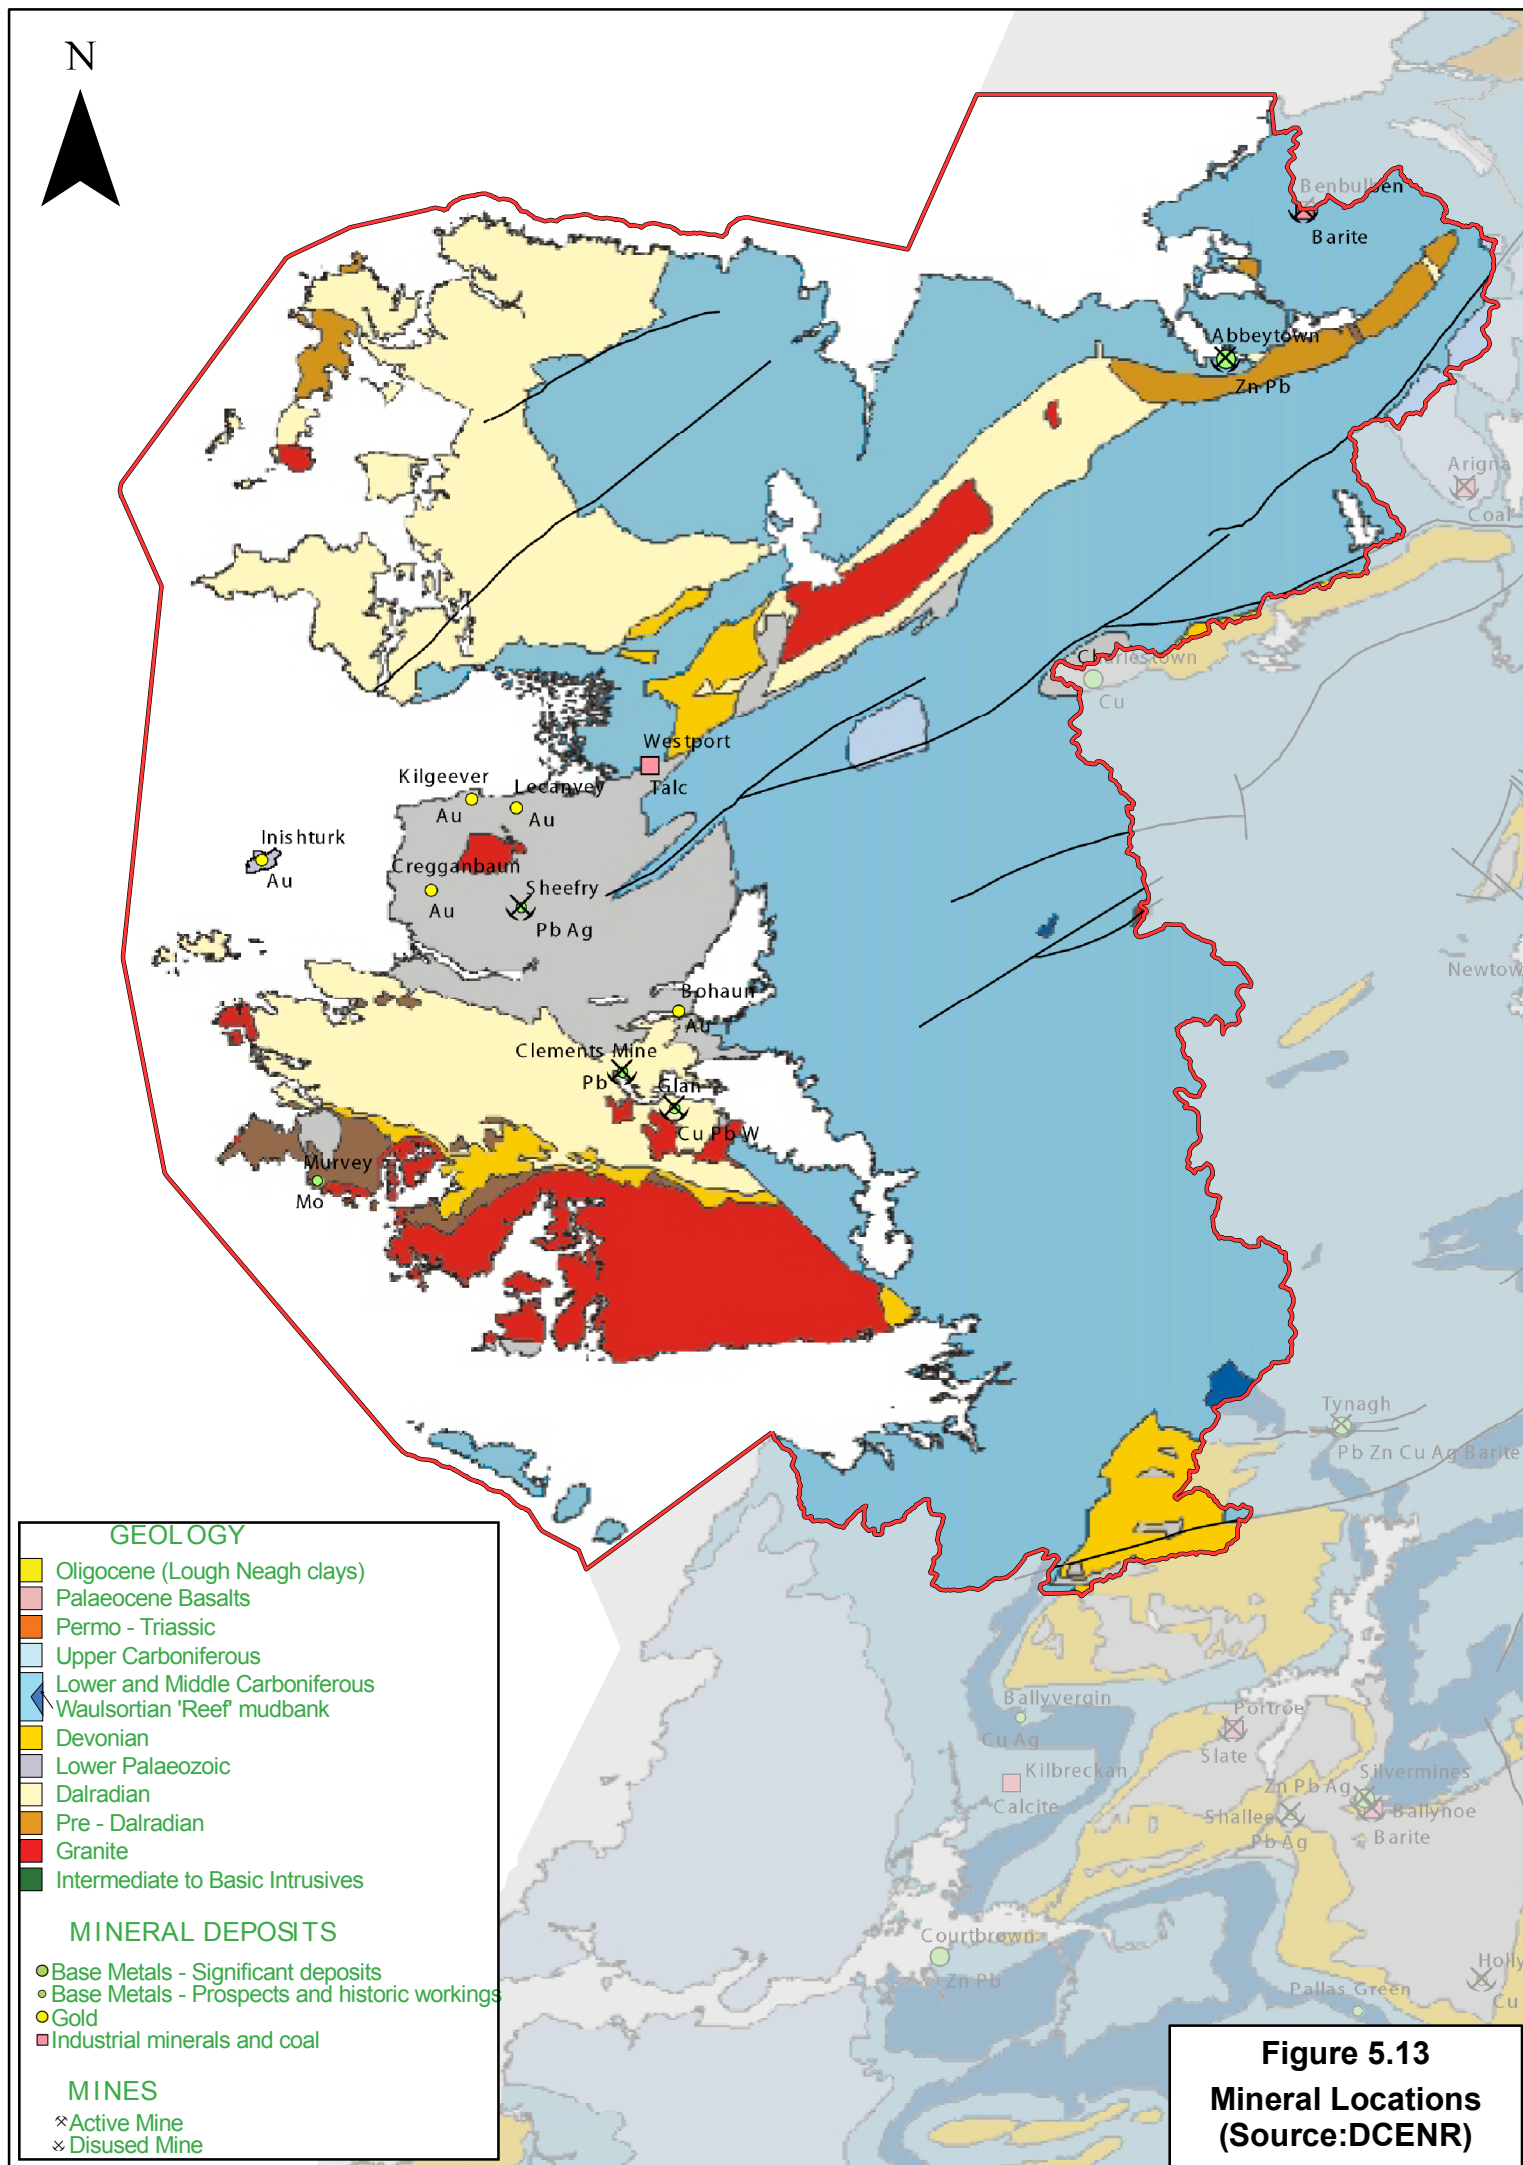 N
Benbulben
Barite
Abbeytown
Zn Pb
Arigna
Coal
Charlestown
Cu
Westport
Talc
Kilgeever
Au
Lecanvey
Au
Inishturk
Au
Cregganbaun
Au
Sheefry
Pb Ag
Newtow
Bohaun
Au
Clements Mine
Pb
Glan
Cu Pb W
Murvey
Mo
Tynagh
Pb Zn Cu Ag Barite
Ballyvergin
Cu Ag
Portroe
Slate
Kilbreckan
Calcite
Silvermines
Zn Pb Ag
Shallee
Pb Ag
Ballynoe
Barite
Courtbrown
Zn Pb
Holly
Cu
Pallas Green
GEOLOGY
Oligocene (Lough Neagh clays)
Palaeocene Basalts
Permo - Triassic
Upper Carboniferous
Lower and Middle Carboniferous
Waulsortian 'Reef' mudbank
Devonian
Lower Palaeozoic
Dalradian
Pre - Dalradian
Granite
Intermediate to Basic Intrusives
MINERAL DEPOSITS
Base Metals - Significant deposits
Base Metals - Prospects and historic workings
Gold
Industrial minerals and coal
MINES
Active Mine
Disused Mine
Figure 5.13
Mineral Locations
(Source:DCENR)